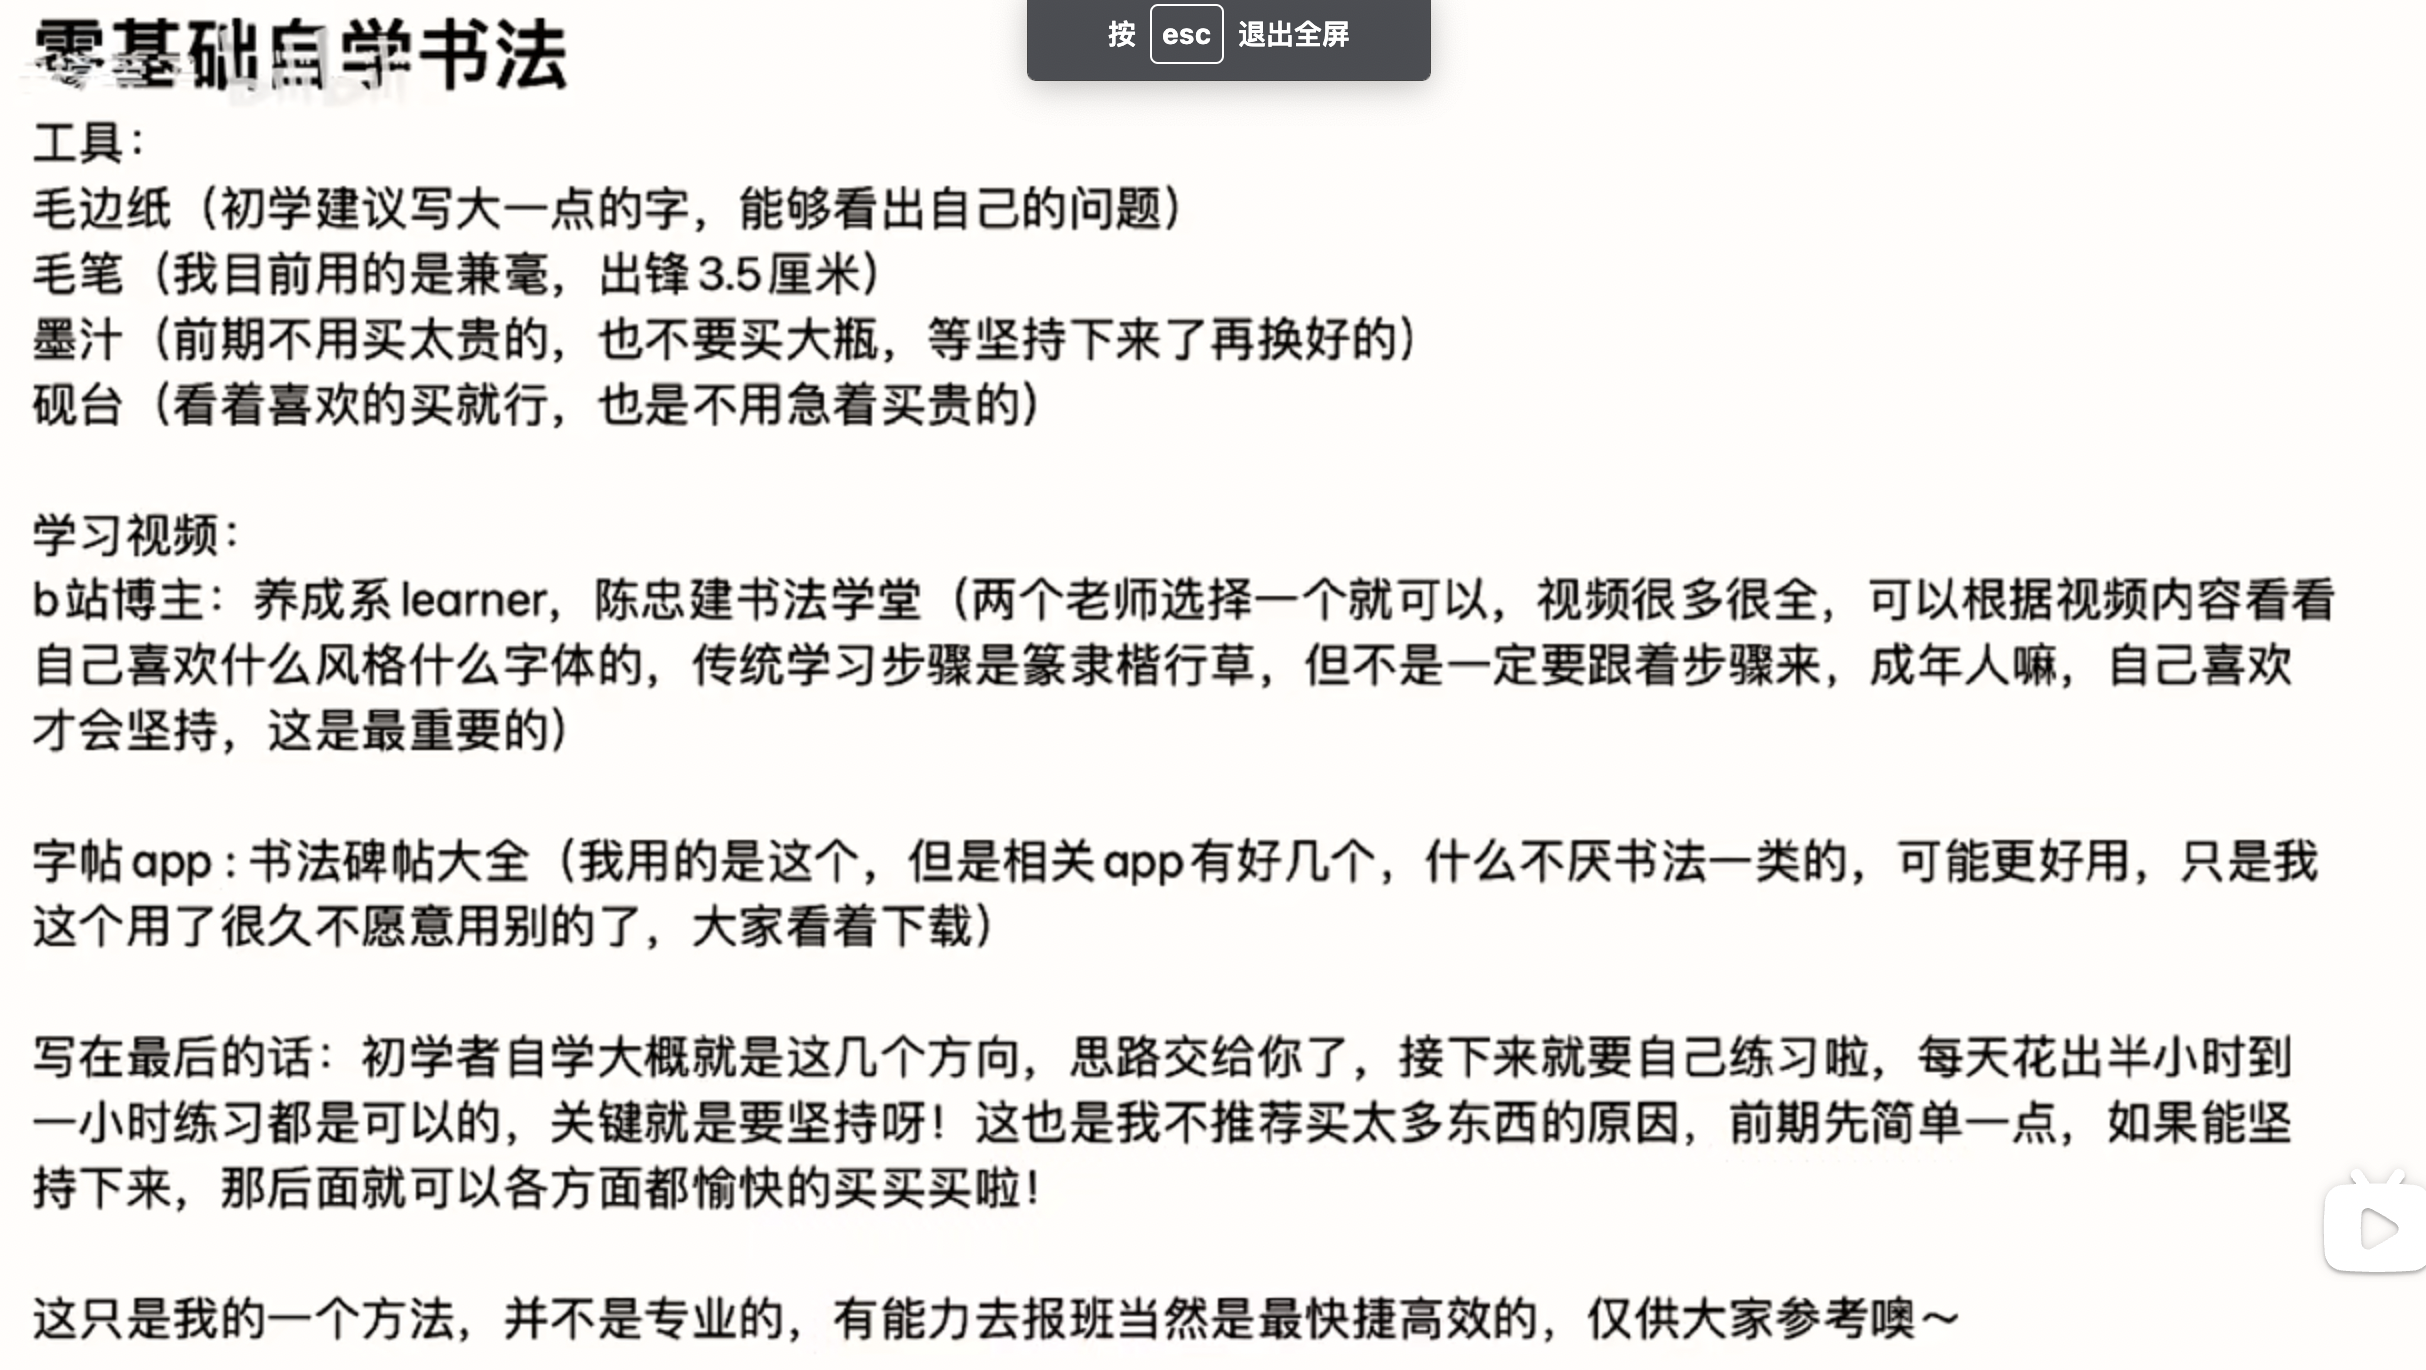 零基础自学书法
按 esc 退出全屏
工具：
毛边纸（初学建议写大一点的字，能够看出自己的问题）
毛笔（我目前用的是兼毫，出锋3.5厘米）
墨汁（前期不用买太贵的，也不要买大瓶，等坚持下来了再换好的）
砚台（看着喜欢的买就行，也是不用急着买贵的）
学习视频：
b站博主：养成系learner，陈忠建书法学堂（两个老师选择一个就可以，视频很多很全，可以根据视频内容看看
自己喜欢什么风格什么字体的，传统学习步骤是篆隶楷行草，但不是一定要跟着步骤来，成年人嘛，自己喜欢
才会坚持，这是最重要的）
字帖app：书法碑帖大全（我用的是这个，但是相关app有好几个，什么不厌书法一类的，可能更好用，只是我
这个用了很久不愿意用别的了，大家看着下载）
写在最后的话：初学者自学大概就是这几个方向，思路交给你了，接下来就要自己练习啦，每天花出半小时到
一小时练习都是可以的，关键就是要坚持呀！这也是我不推荐买太多东西的原因，前期先简单一点，如果能坚
持下来，那后面就可以各方面都愉快的买买买啦！
这只是我的一个方法，并不是专业的，有能力去报班当然是最快捷高效的，仅供大家参考噢～